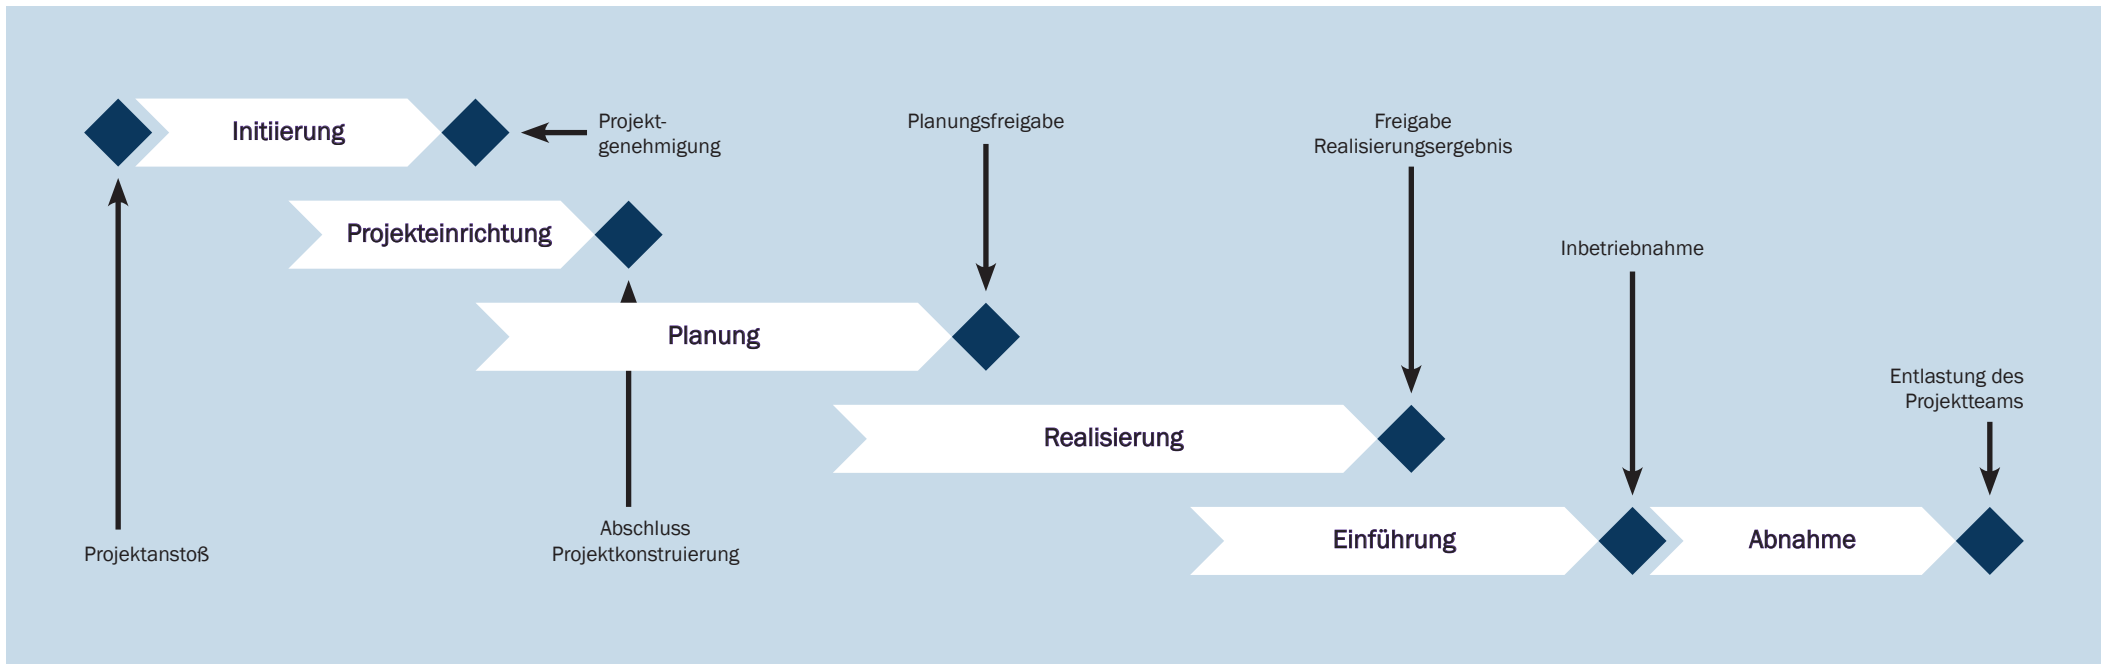 Initiierung
Projekt-
genehmigung
Planungsfreigabe
Freigabe
Realisierungsergebnis
Projekteinrichtung
Inbetriebnahme
Planung
Entlastung des
Projektteams
Realisierung
Abschluss
Projektkonstruierung
Projektanstoß
Einführung
Abnahme